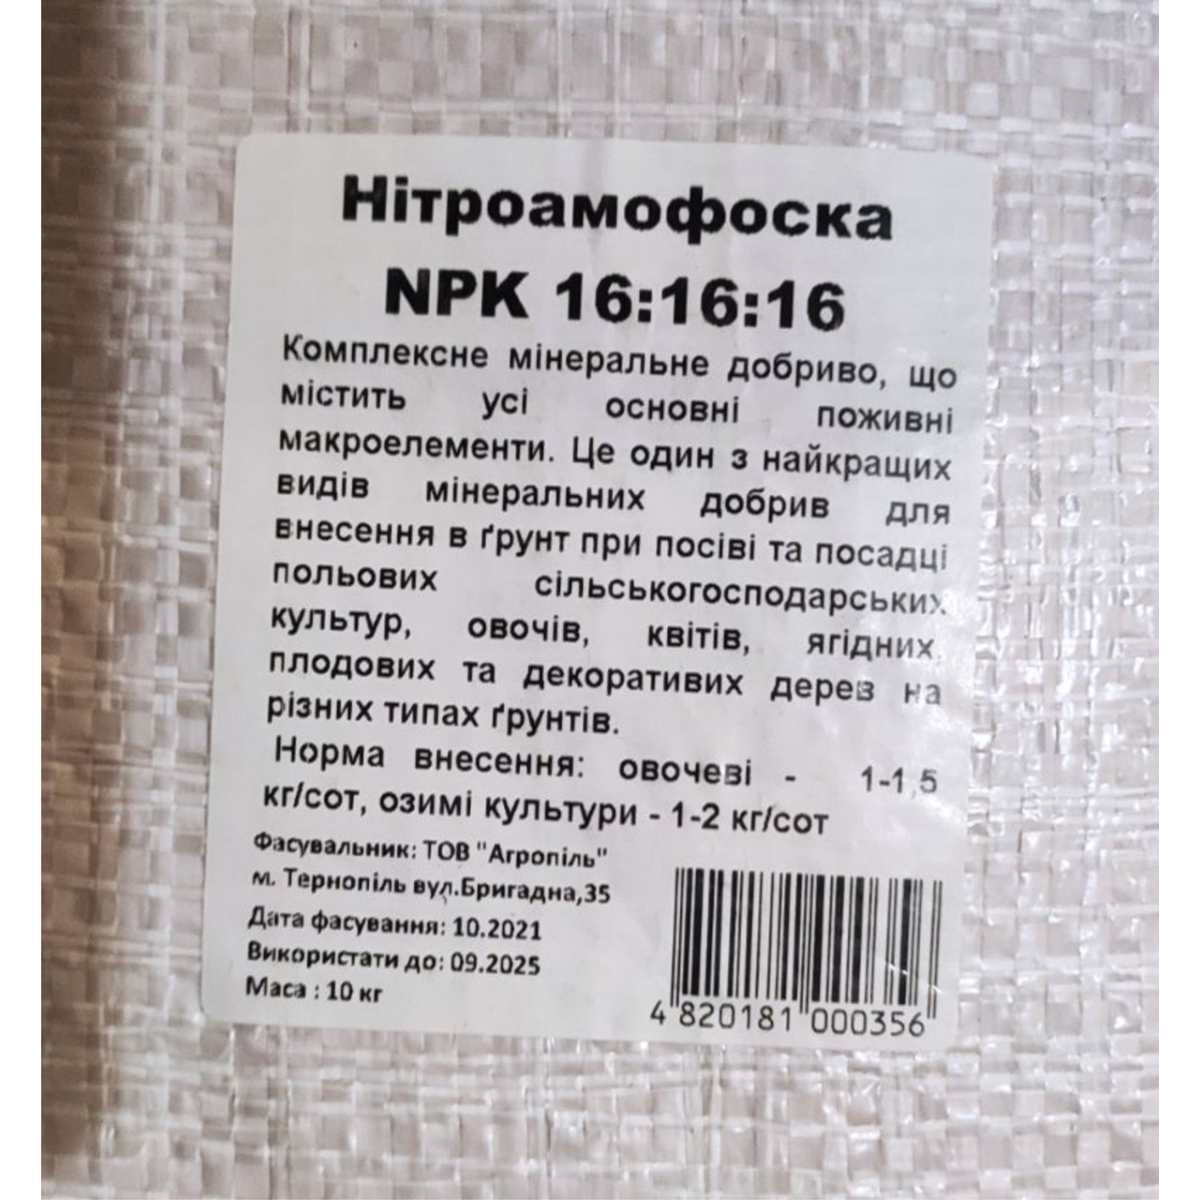 Нітроамофоска
NPK 16:16:16
Комплексне мінеральне добриво, що
містить усі основні поживні
макроелементи. Це один з найкращих
видів мінеральних добрив для
внесення в ґрунт при посіві та посадці
польових сільськогосподарських
культур, овочів, квітів, ягідних,
плодових та декоративих дерев на
різних типах ґрунтів.
Норма внесення: овочеві - 1-1,5
кг/сот, озимі культури - 1-2 кг/сот
Фасувальник: ТОВ "Агропіль"
м. Тернопіль вул.Бригадна,35
Дата фасування: 10.2021
Використати до: 09.2025
Маса : 10 кг
4 820181 000356